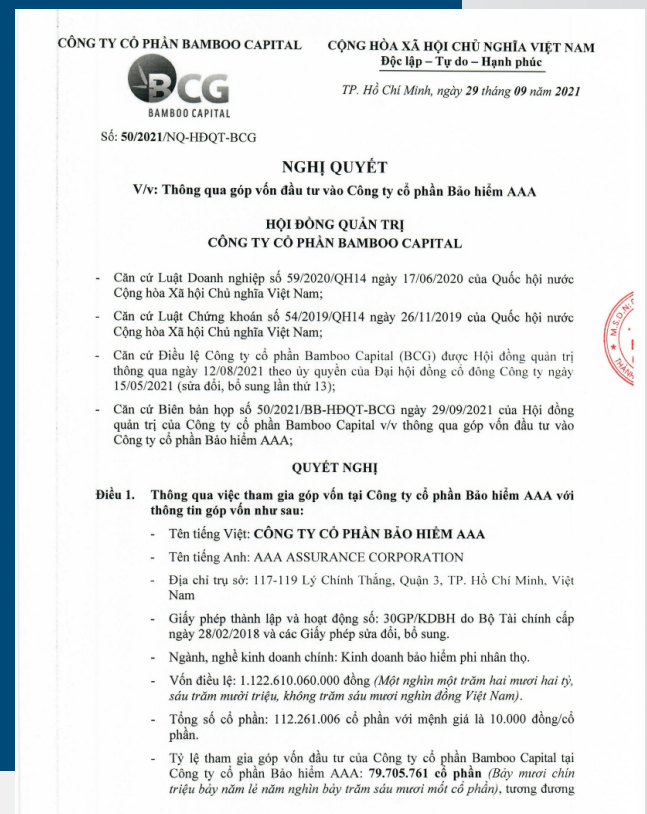 CÔNG TY CỔ PHẦN BAMBOO CAPITAL
CỘNG HÒA XÃ HỘI CHỦ NGHĨA VIỆT NAM
Độc lập – Tự do – Hạnh phúc
BCG
BAMBOO CAPITAL
TP. Hồ Chí Minh, ngày 29 tháng 09 năm 2021
Số: 50/2021/NQ-HĐQT-BCG
NGHỊ QUYẾT
V/v: Thông qua góp vốn đầu tư vào Công ty cổ phần Bảo hiểm AAA
HỘI ĐỒNG QUẢN TRỊ
CÔNG TY CỔ PHẦN BAMBOO CAPITAL
- Căn cứ Luật Doanh nghiệp số 59/2020/QH14 ngày 17/06/2020 của Quốc hội nước
Cộng hòa Xã hội Chủ nghĩa Việt Nam;
- Căn cứ Luật Chứng khoán số 54/2019/QH14 ngày 26/11/2019 của Quốc hội nước
Cộng hòa Xã hội Chủ nghĩa Việt Nam;
- Căn cứ Điều lệ Công ty cổ phần Bamboo Capital (BCG) được Hội đồng quản trị
thông qua ngày 12/08/2021 theo ủy quyền của Đại hội đồng cổ đông Công ty ngày
15/05/2021 (sửa đổi, bổ sung lần thứ 13);
- Căn cứ Biên bản họp số 50/2021/BB-HĐQT-BCG ngày 29/09/2021 của Hội đồng
quản trị của Công ty cổ phần Bamboo Capital v/v thông qua góp vốn đầu tư vào
Công ty cổ phần Bảo hiểm AAA;
QUYẾT NGHỊ
Điều 1. Thông qua việc tham gia góp vốn tại Công ty cổ phần Bảo hiểm AAA với
thông tin góp vốn như sau:
- Tên tiếng Việt: CÔNG TY CỔ PHẦN BẢO HIỂM AAA
- Tên tiếng Anh: AAA ASSURANCE CORPORATION
- Địa chỉ trụ sở: 117-119 Lý Chính Thắng, Quận 3, TP. Hồ Chí Minh, Việt
Nam
- Giấy phép thành lập và hoạt động số: 30GP/KDBH do Bộ Tài chính cấp
ngày 28/02/2018 và các Giấy phép sửa đổi, bổ sung.
- Ngành, nghề kinh doanh chính: Kinh doanh bảo hiểm phi nhân thọ.
- Vốn điều lệ: 1.122.610.060.000 đồng (Một nghìn một trăm hai mươi hai tỷ,
sáu trăm mười triệu, không trăm sáu mươi nghìn đồng Việt Nam).
- Tổng số cổ phần: 112.261.006 cổ phần với mệnh giá là 10.000 đồng/cổ
phần.
- Tỷ lệ tham gia góp vốn đầu tư của Công ty cổ phần Bamboo Capital tại
Công ty cổ phần Bảo hiểm AAA: 79.705.761 cổ phần (Bảy mươi chín
triệu bảy năm lẻ năm nghìn bảy trăm sáu mươi mốt cổ phần), tương đương
M.S.D.N: